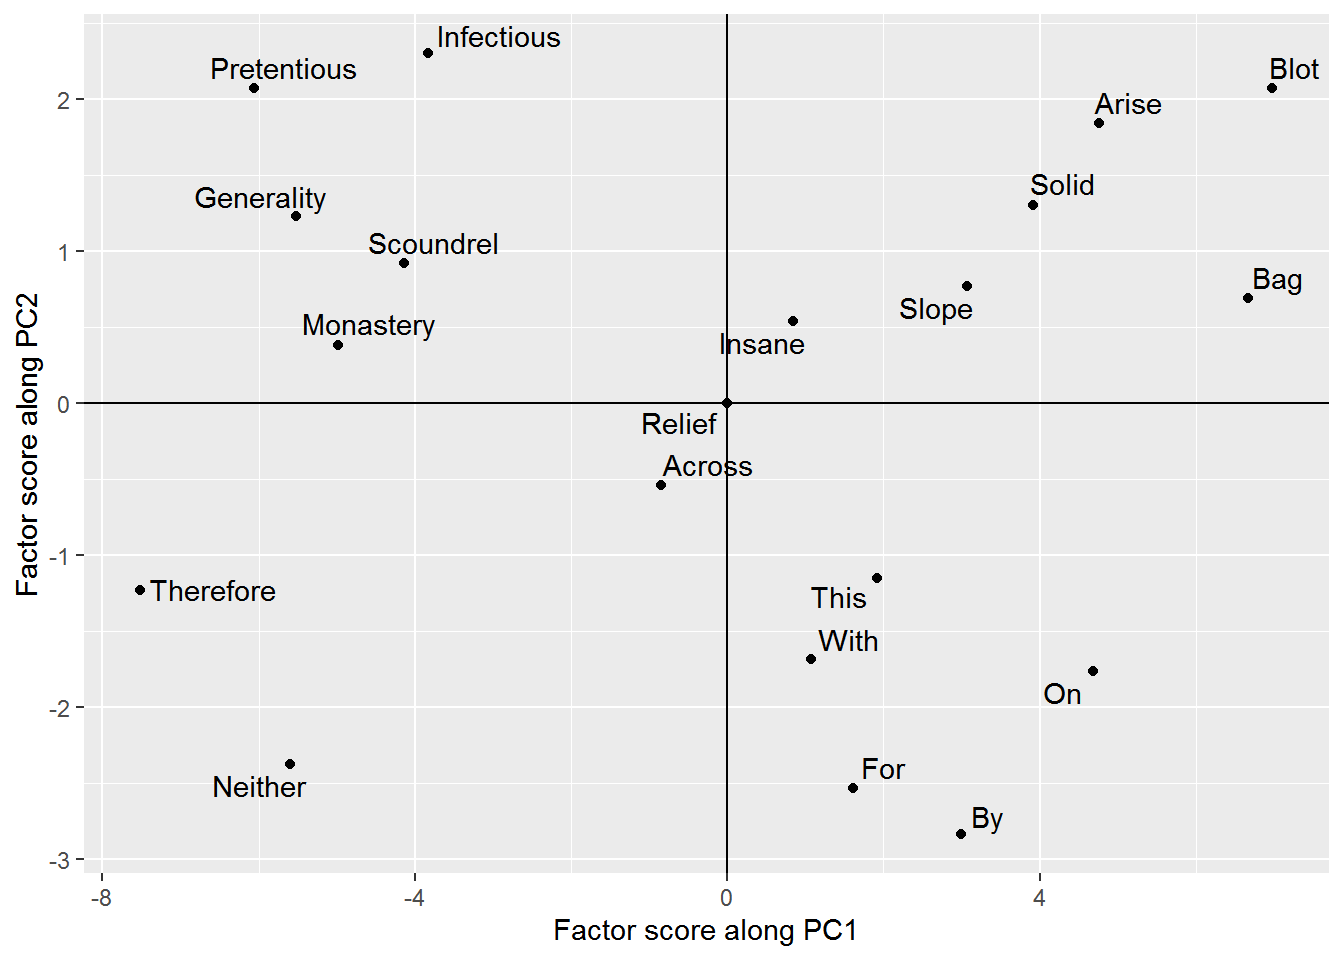 Infectious
Pretentious
Blot
2
Arise
Solid
Generality
Scoundrel
1
Bag
Slope
Monastery
Insane
0
Relief
Across
-1
Therefore
This
With
On
-2
For
Neither
By
-3
-8 -4 0 4
Factor score along PC1
Factor score along PC2